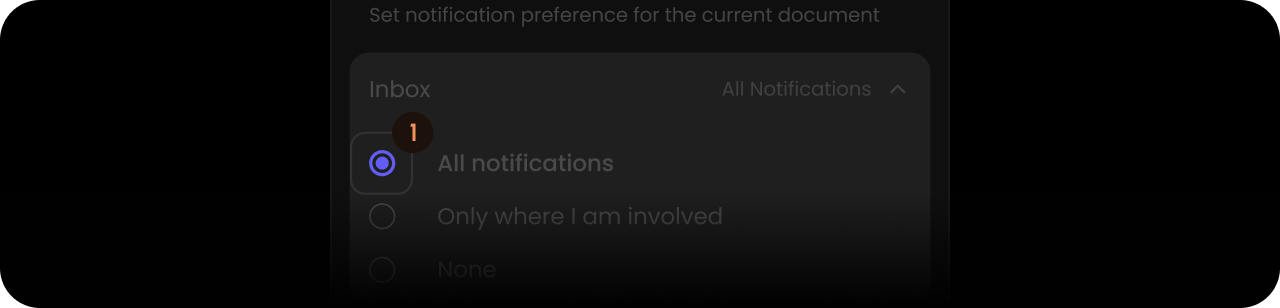 Set notification preference for the current document
Inbox
All Notifications
1
All notifications
Only where I am involved
None